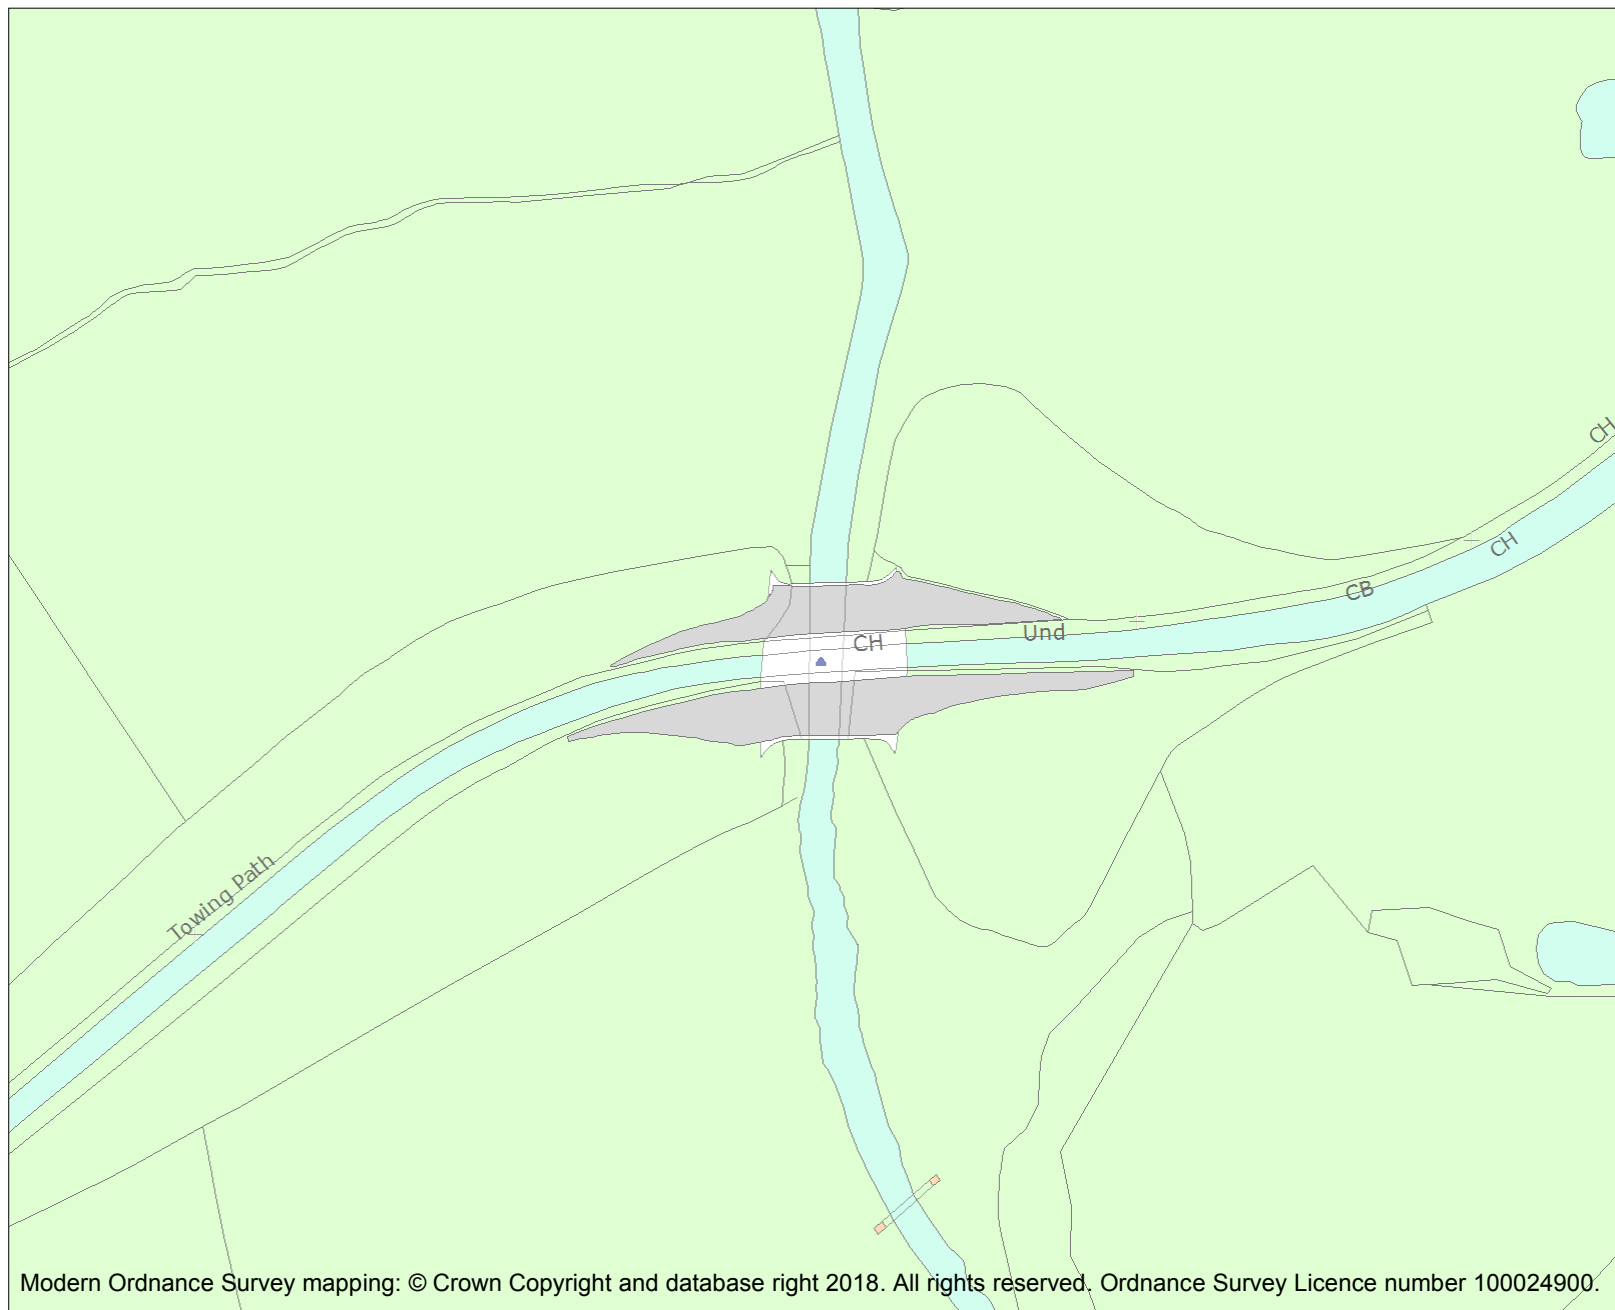 CH
CH
CB
Und
CH
Towing Path
Modern Ordnance Survey mapping: © Crown Copyright and database right 2018. All rights reserved. Ordnance Survey Licence number 100024900.